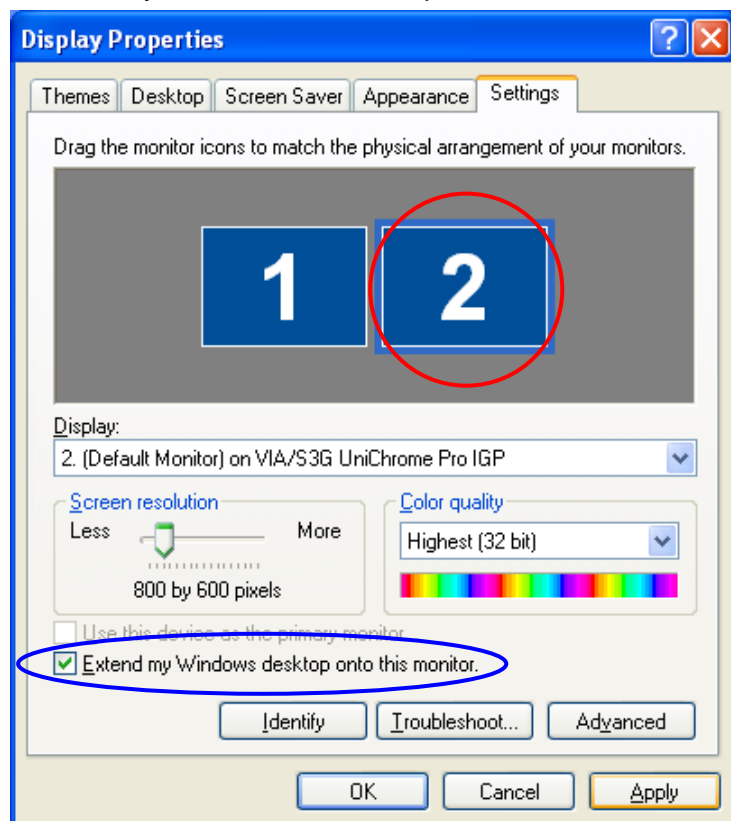 Display Properties
Themes Desktop Screen Saver Appearance Settings
Drag the monitor icons to match the physical arrangement of your monitors.
1 2
Display:
2. (Default Monitor) on VIA/S3G UniChrome Pro IGP
Screen resolution Color quality
Less More
Highest (32 bit)
800 by 600 pixels
Use this device as the primary monitor.
Extend my Windows desktop onto this monitor.
Identify Troubleshoot... Advanced
OK Cancel Apply